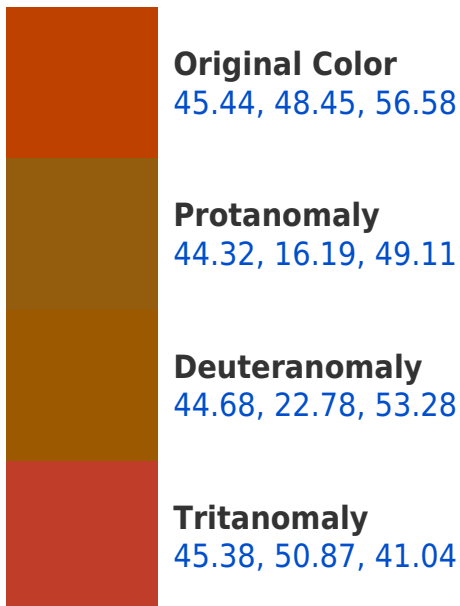 Original Color
45.44, 48.45, 56.58
Protanomaly
44.32, 16.19, 49.11
Deuteranomaly
44.68, 22.78, 53.28
Tritanomaly
45.38, 50.87, 41.04